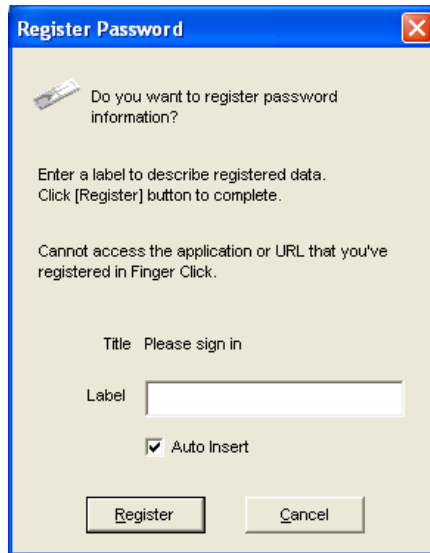 Register Password
Do you want to register password
information?
Enter a label to describe registered data.
Click [Register] button to complete.
Cannot access the application or URL that you've
registered in Finger Click.
Title Please sign in
Label
Auto Insert
Register Cancel